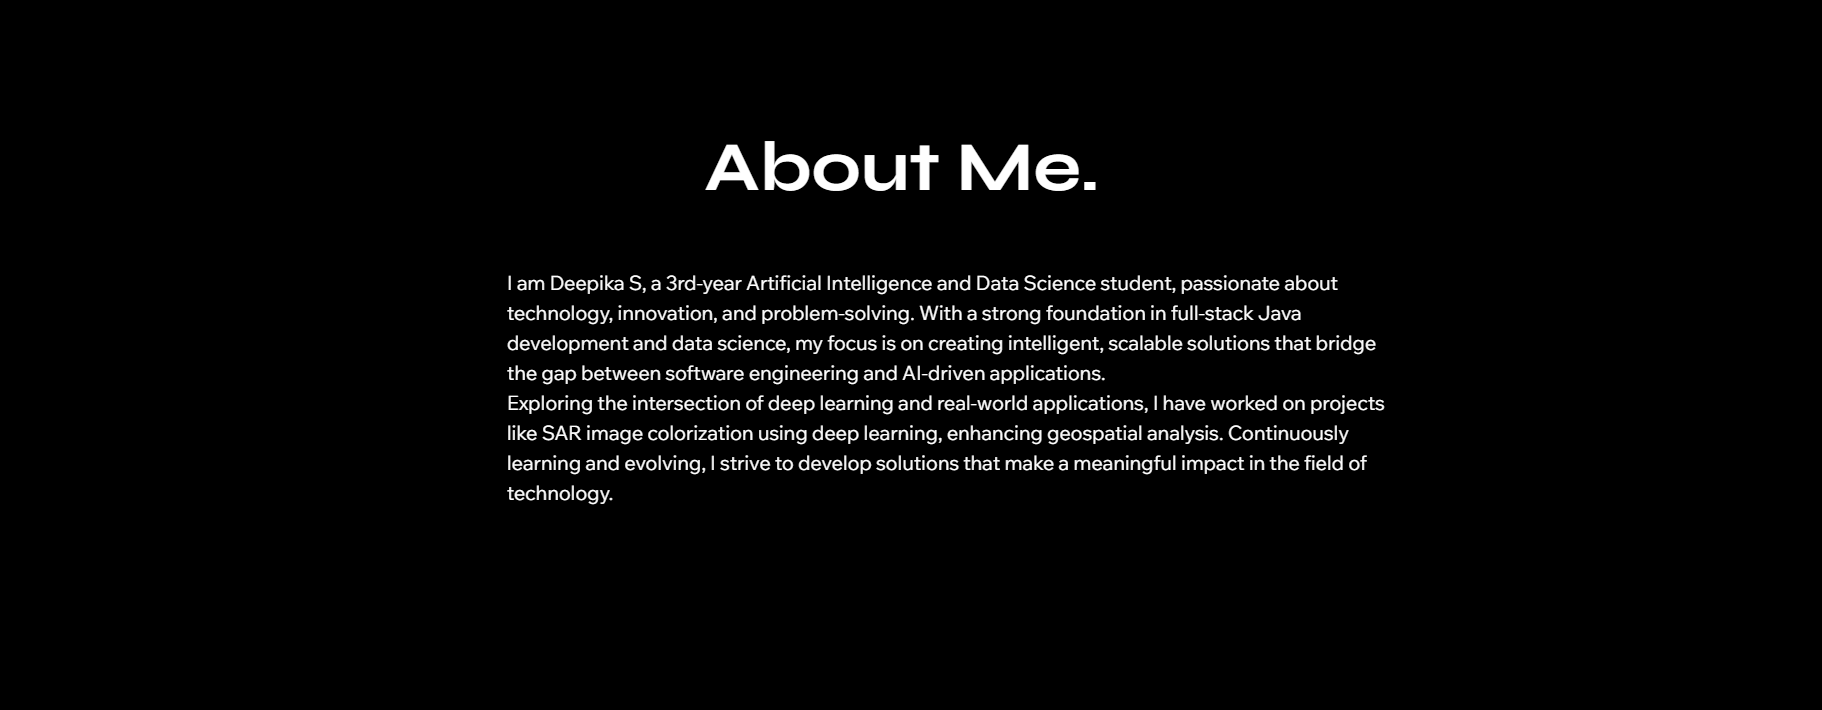 About Me.
I am Deepika S, a 3rd-year Artificial Intelligence and Data Science student, passionate about
technology, innovation, and problem-solving. With a strong foundation in full-stack Java
development and data science, my focus is on creating intelligent, scalable solutions that bridge
the gap between software engineering and AI-driven applications.
Exploring the intersection of deep learning and real-world applications, I have worked on projects
like SAR image colorization using deep learning, enhancing geospatial analysis. Continuously
learning and evolving, I strive to develop solutions that make a meaningful impact in the field of
technology.